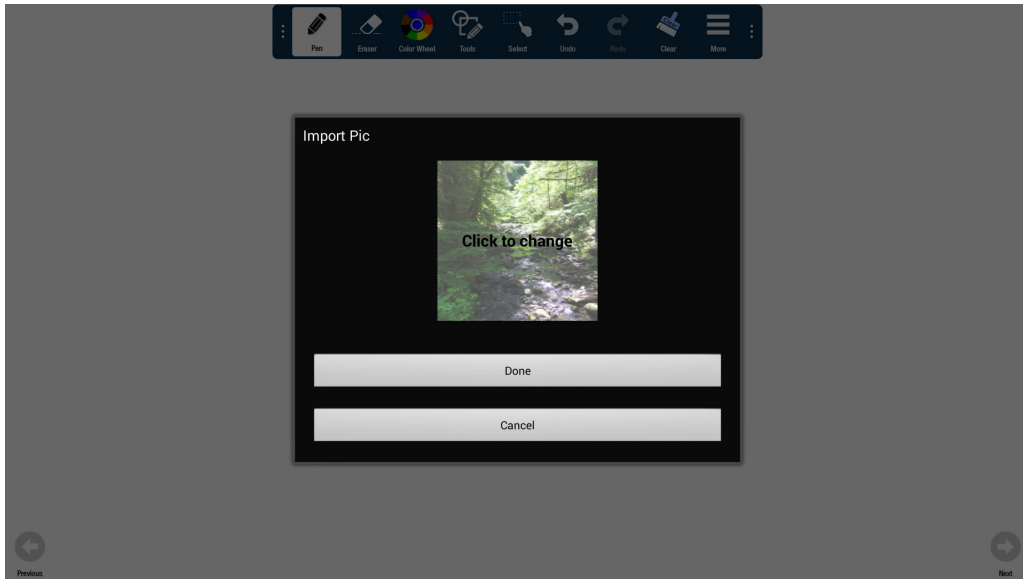 Pen Eraser Color Wheel Tools Select Undo Redo Clear More
Import Pic
Click to change
Done
Cancel
Previous Next